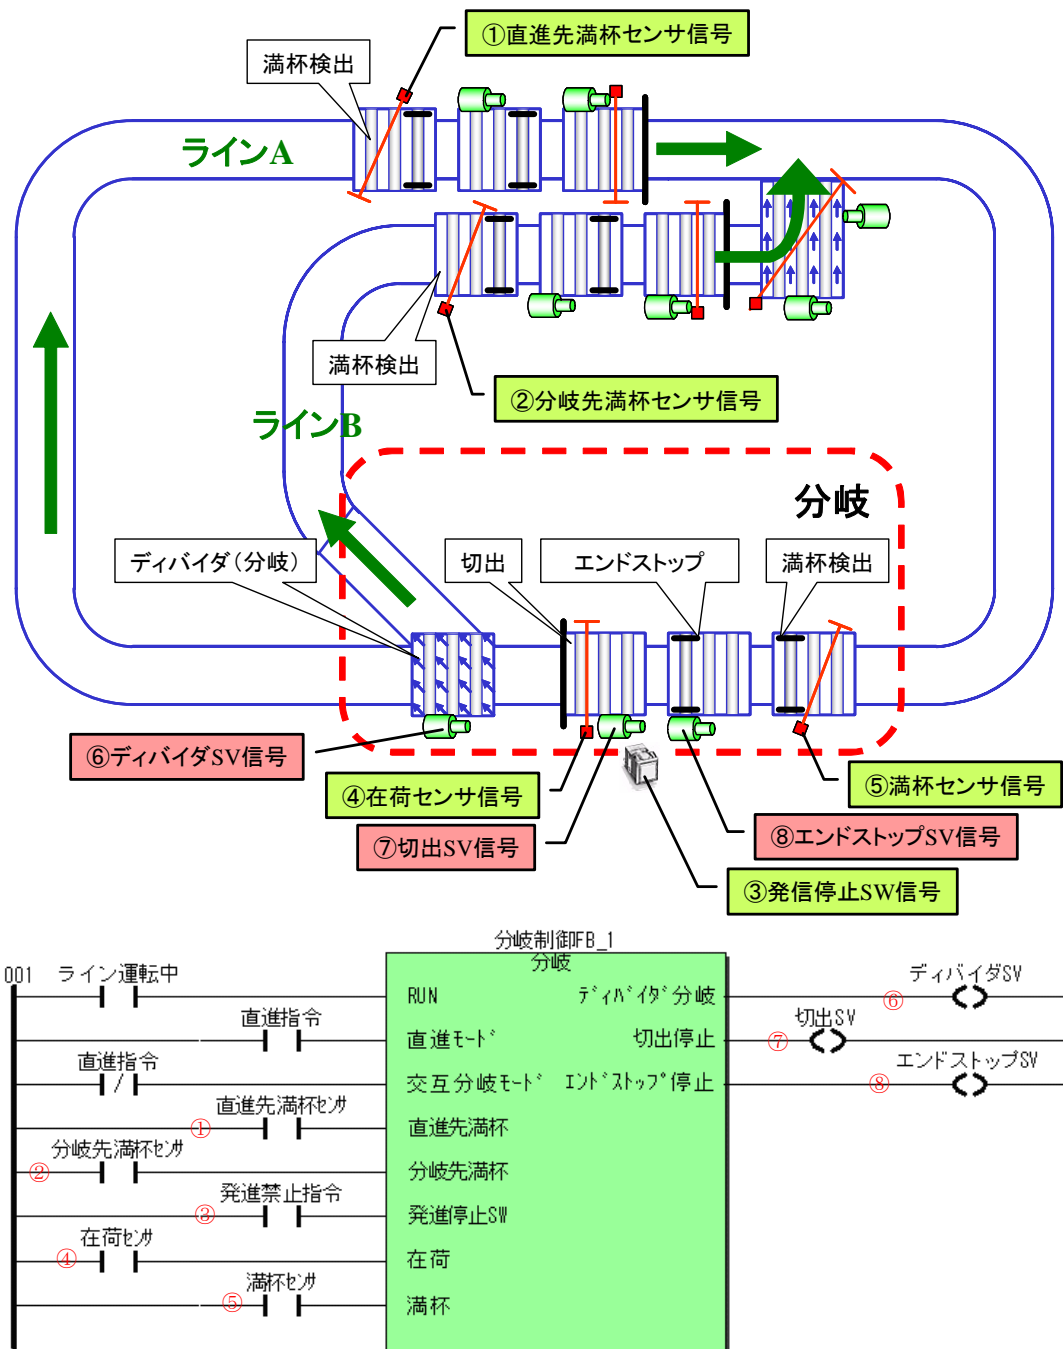 ①直進先満杯センサ信号
満杯検出
ラインA
満杯検出
②分岐先満杯センサ信号
ラインB
分岐
ディバイダ(分岐)
切出
エンドストップ
満杯検出
⑥ディバイダSV信号
④在荷センサ信号
⑤満杯センサ信号
⑦切出SV信号
⑧エンドストップSV信号
③発信停止SW信号
分岐制御FB_1
分岐
001 ライン運転中
RUN
ディバイダ分岐
⑥
ディバイダSV
直進指令
直進モード
切出停止
⑦
切出SV
直進指令
交互分岐モード
エンドストップ停止
⑧
エンドストップSV
直進先満杯センサ
①
直進先満杯
分岐先満杯センサ
②
分岐先満杯
発進禁止指令
③
発進停止SW
在荷センサ
④
在荷
満杯センサ
⑤
満杯